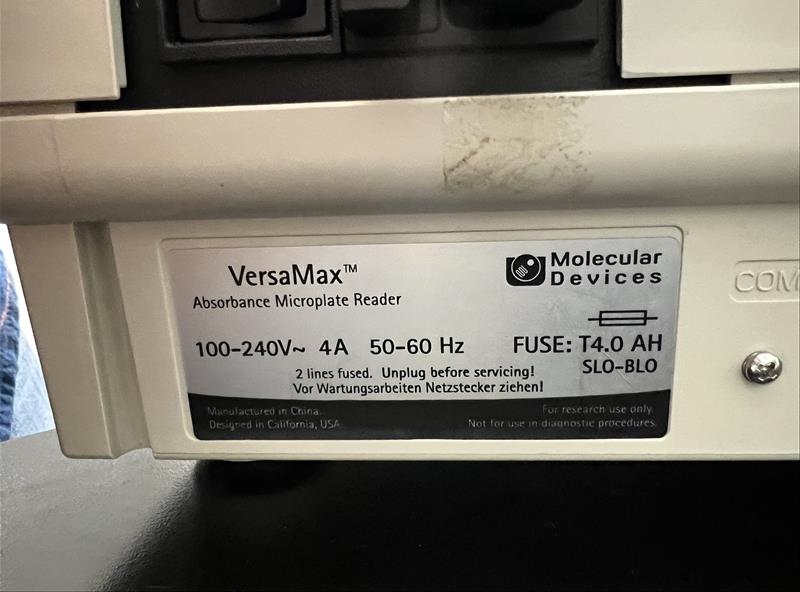 VersaMax™
Absorbance Microplate Reader
Molecular
Devices
100-240V~ 4A 50-60 Hz
FUSE: T4.0 AH
SLO-BLO
2 lines fused. Unplug before servicing!
Vor Wartungsarbeiten Netzstecker ziehen!
Manufactured in China.
Designed in California, USA
For research use only.
Not for use in diagnostic procedures.
COM